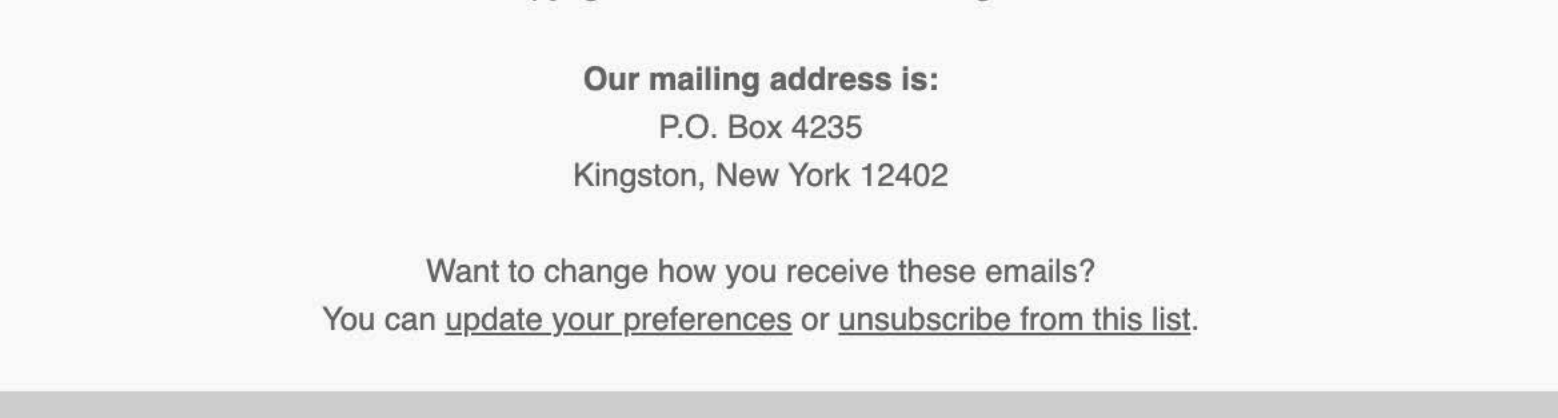 Our mailing address is:
P.O. Box 4235
Kingston, New York 12402
Want to change how you receive these emails?
You can update your preferences or unsubscribe from this list.